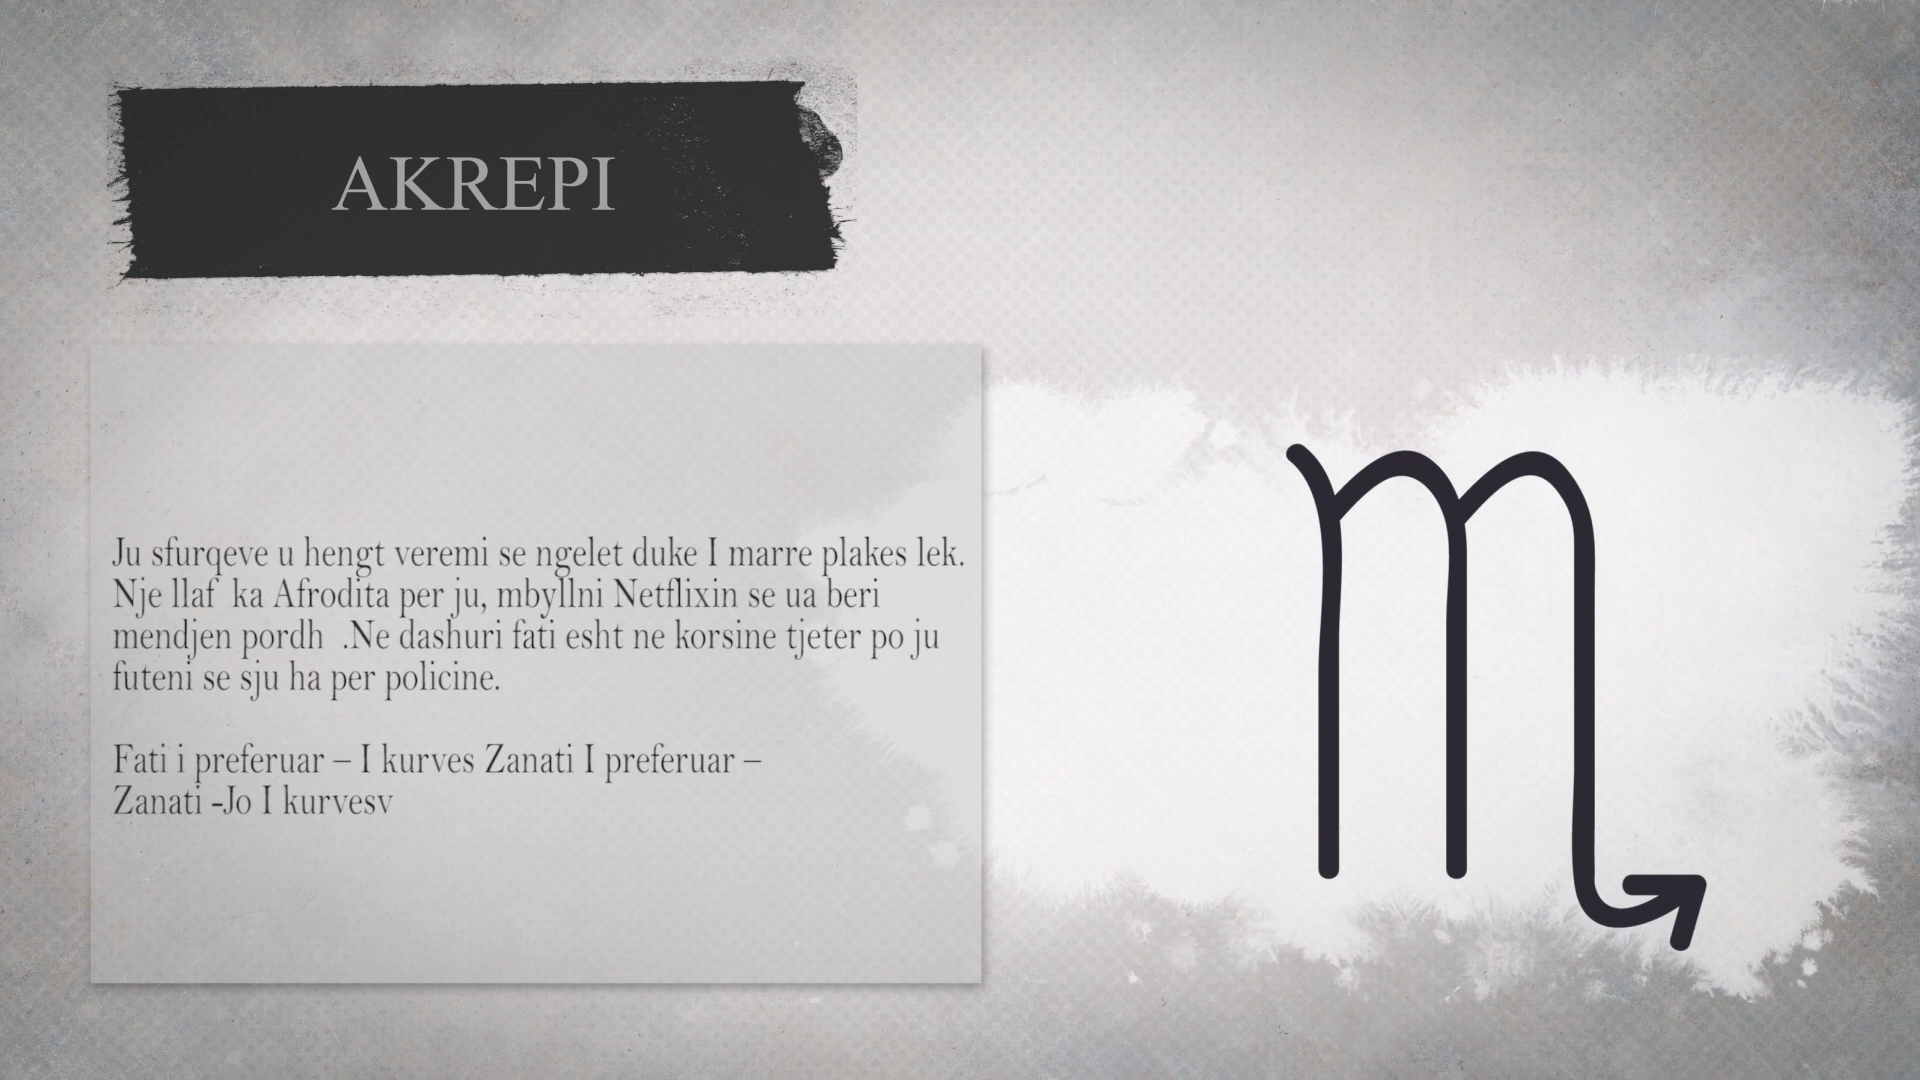 AKREPI
Ju sfurqeve u hengt veremi se ngelet duke I marre plakes lek.
Nje llaf  ka Afrodita per ju, mbyllni Netflixin se ua beri
mendjen pordh  .Ne dashuri fati esht ne korsine tjeter po ju
futeni se sju ha per policine.
Fati i preferuar – I kurves Zanati I preferuar –
Zanati -Jo I kurvesv